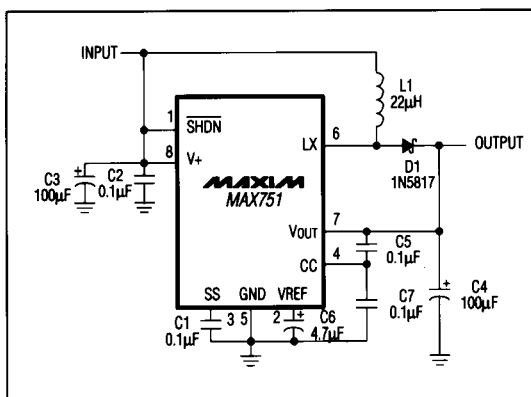 INPUT
L1
22µH
1
SHDN
LX
6
OUTPUT
8
V+
D1
1N5817
C3
100µF
+
C2
0.1µF
MAXIM
MAX751
VOUT
7
C5
0.1µF
CC
4
SS
GND
VREF
C7
0.1µF
+
C4
100µF
C1
0.1µF
3
5
2
+
C6
4.7µF